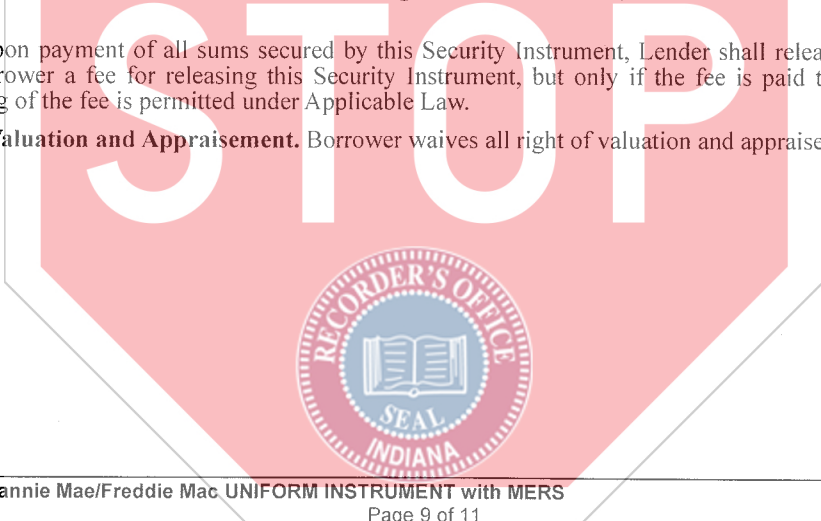 STOP
pon payment of all sums secured by this Security Instrument, Lender shall relea
rower a fee for releasing this Security Instrument, but only if the fee is paid t
g of the fee is permitted under Applicable Law.
Valuation and Appraisement. Borrower waives all right of valuation and appraise
RECORDER'S OFFICE
SEAL
INDIANA
annie Mae/Freddie Mac UNIFORM INSTRUMENT with MERS
Page 9 of 11